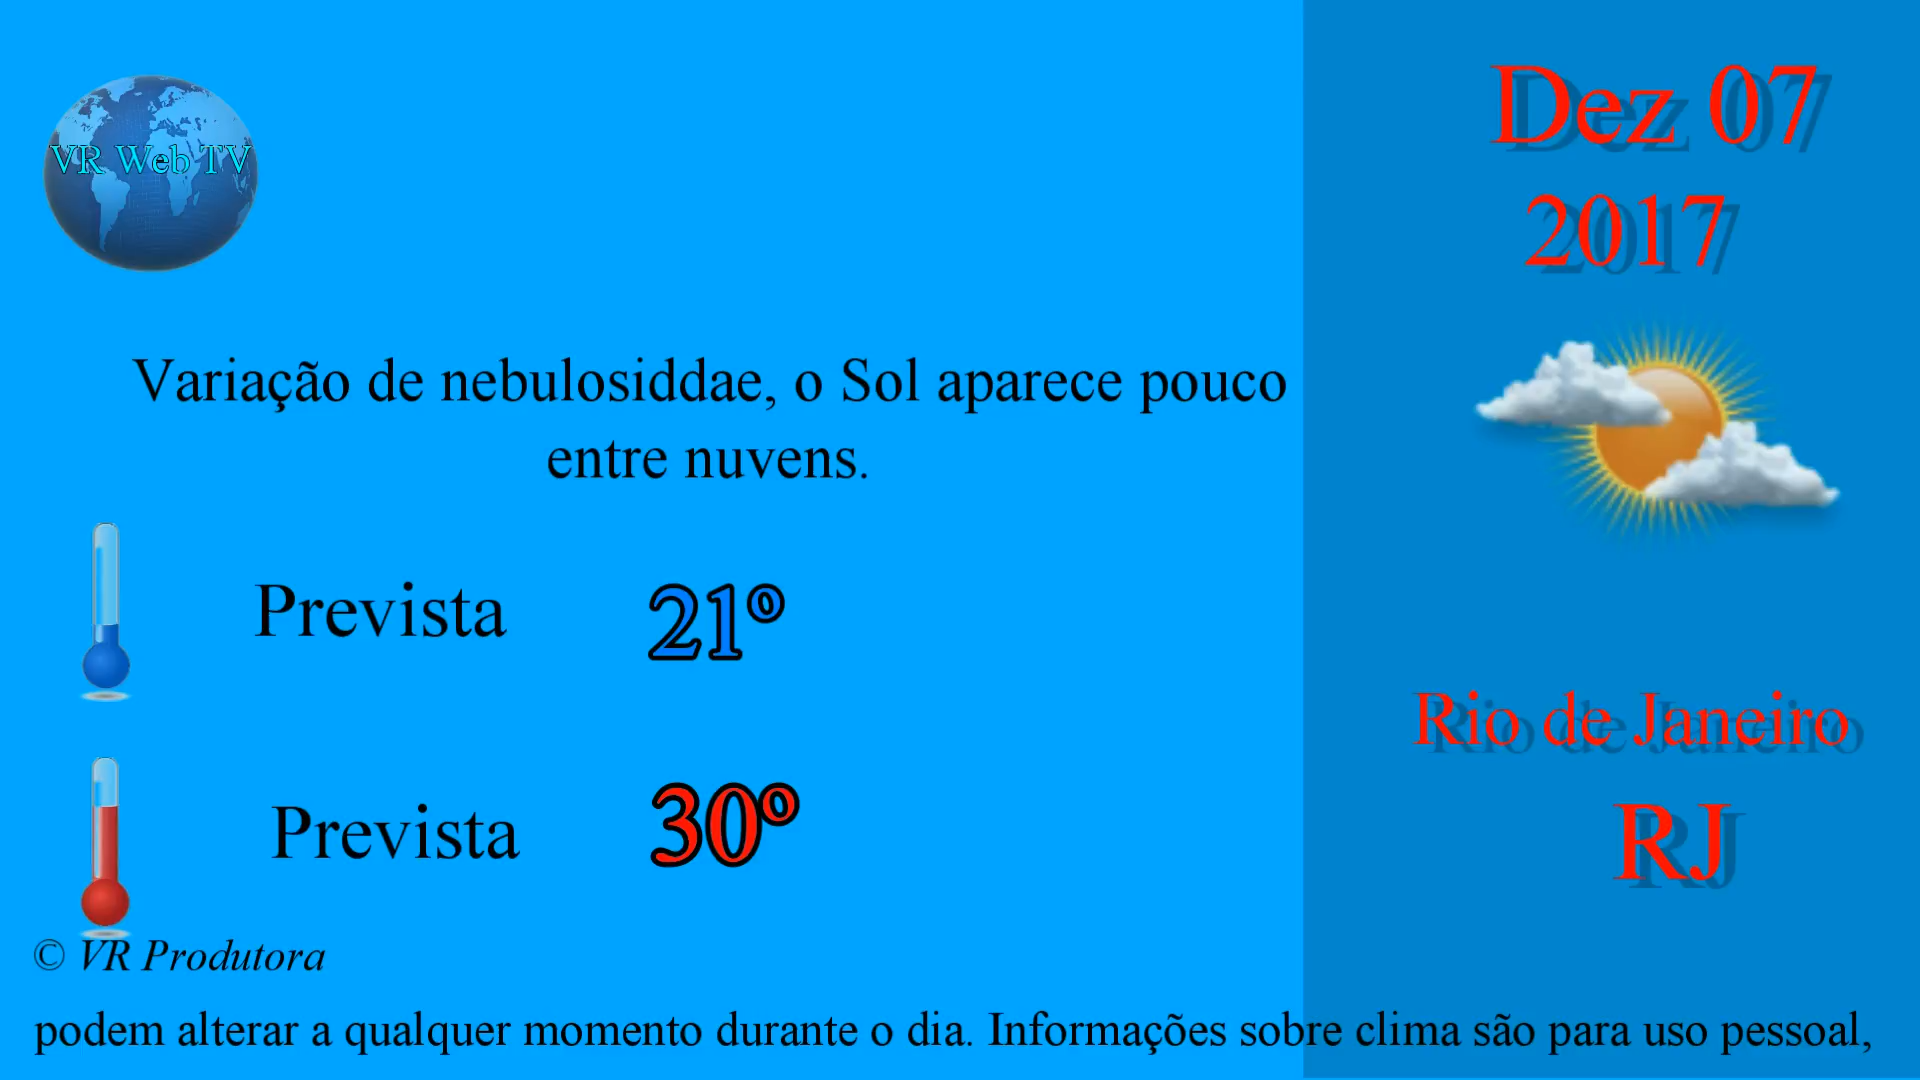 VR Web TV
Dez 07
2017
Variação de nebulosiddae, o Sol aparece pouco
entre nuvens.
Prevista 21º
Prevista 30º
Rio de Janeiro
RJ
© VR Produtora
podem alterar a qualquer momento durante o dia. Informações sobre clima são para uso pessoal,